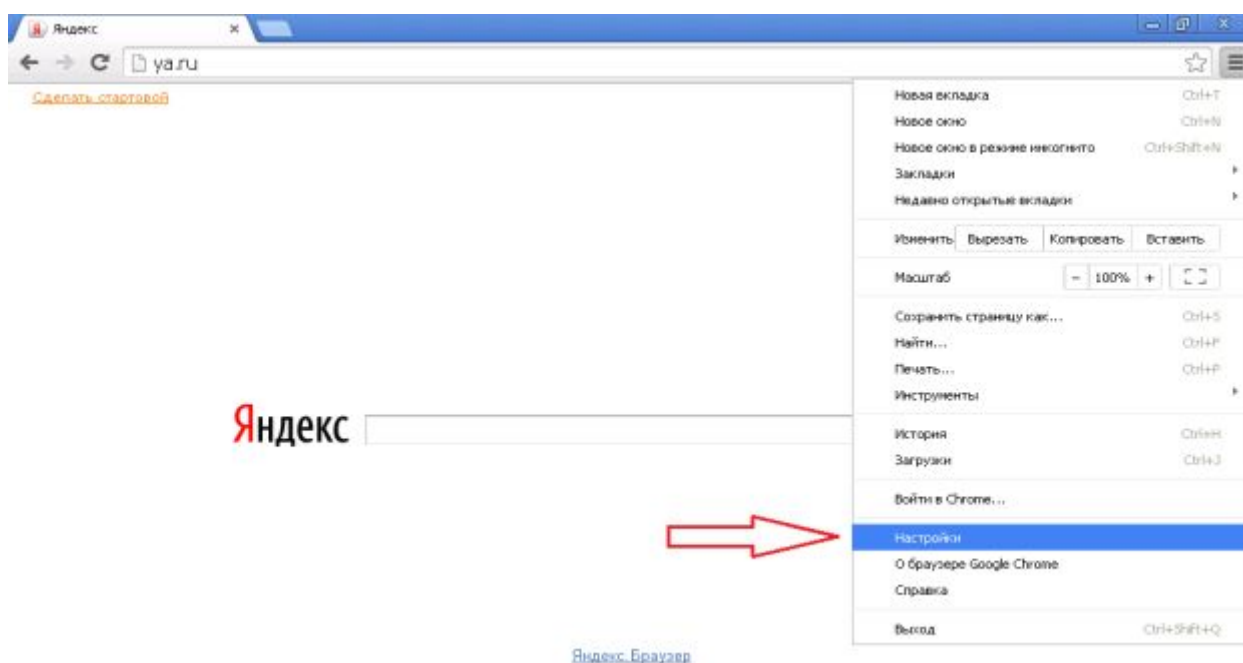 Яндекс
ya.ru
Сделать стартовой
Новая вкладка Ctrl+T
Новое окно Ctrl+N
Новое окно в режиме инкогнито Ctrl+Shift+N
Закладки
Недавно открытые вкладки
Изменить Вырезать Копировать Вставить
Масштаб - 100% +
Сохранить страницу как... Ctrl+S
Найти... Ctrl+F
Печать... Ctrl+P
Инструменты
Яндекс
История Ctrl+H
Загрузки Ctrl+J
Войти в Chrome...
Настройки
О браузере Google Chrome
Справка
Выход Ctrl+Shift+Q
Яндекс.Браузер